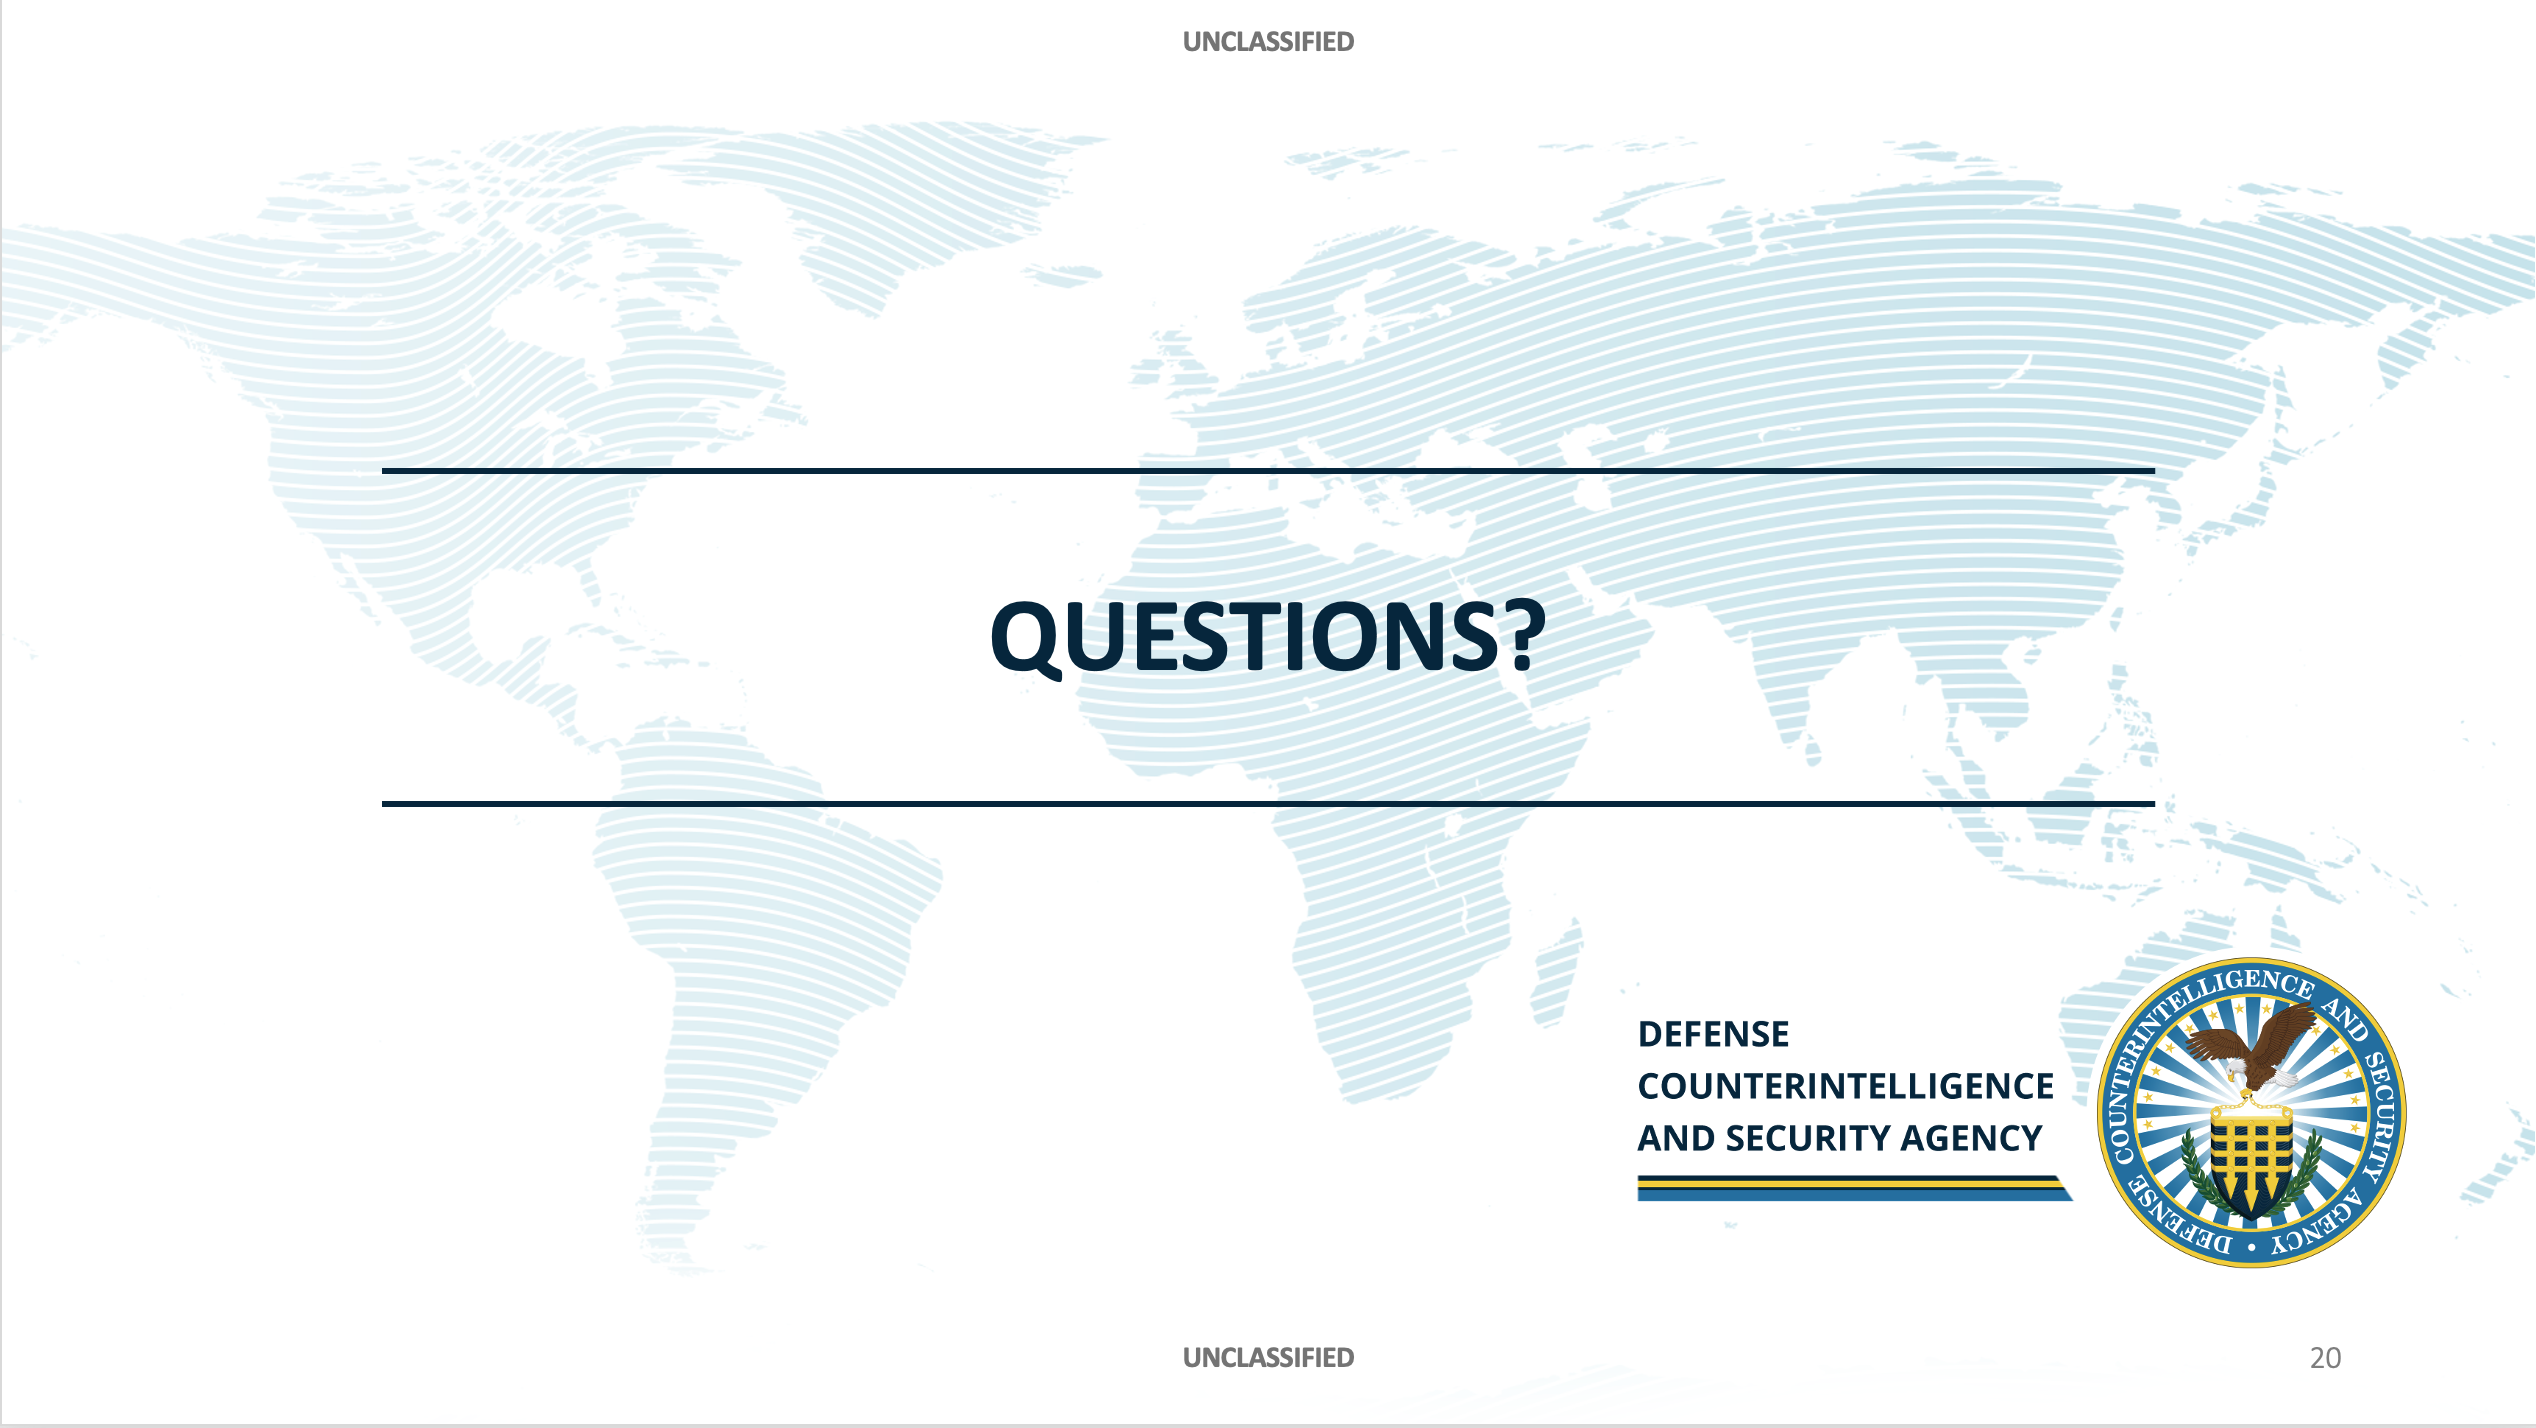 UNCLASSIFIED
QUESTIONS?
DEFENSE
COUNTERINTELLIGENCE
AND SECURITY AGENCY
DEFENSE COUNTERINTELLIGENCE AND SECURITY AGENCY •
UNCLASSIFIED
20